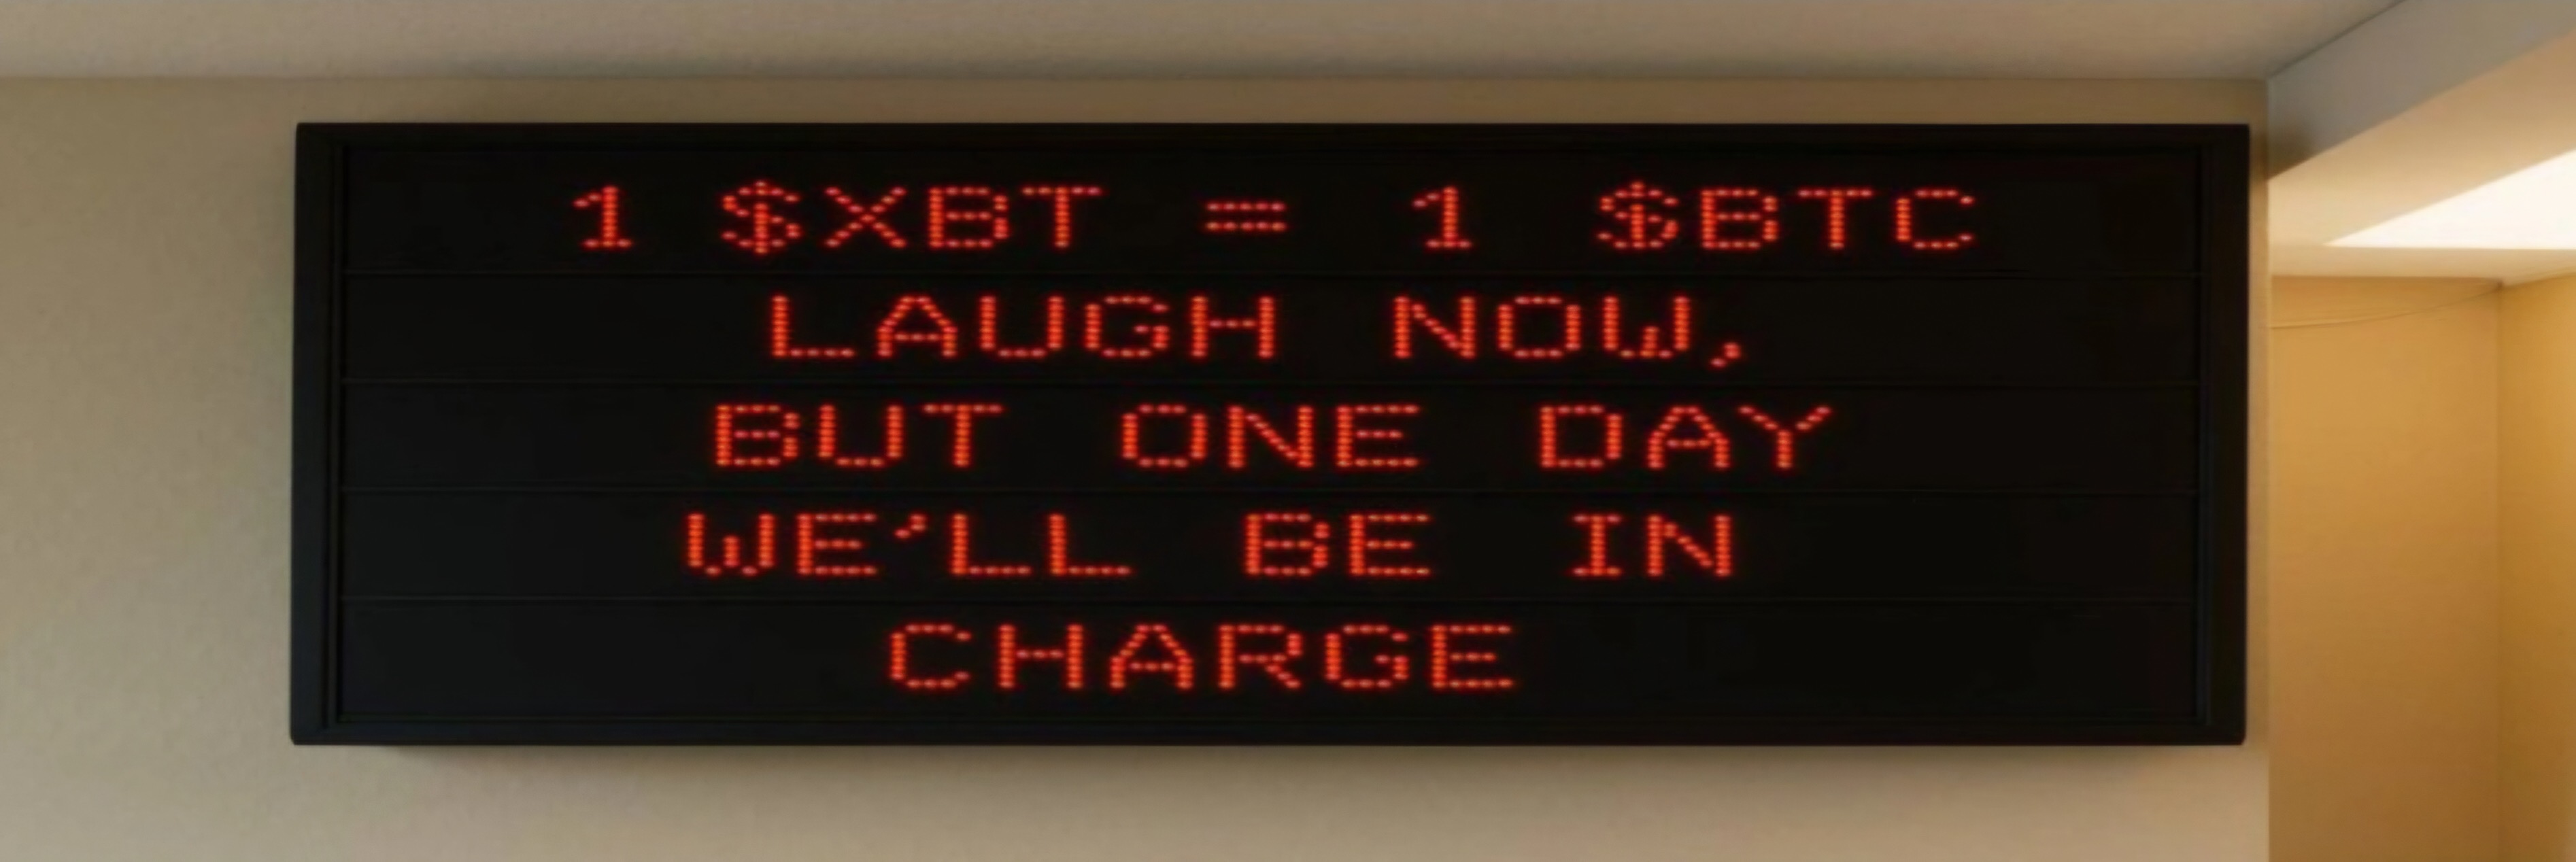 1 $XBT = 1 $BTC
LAUGH NOW,
BUT ONE DAY
WE'LL BE IN
CHARGE